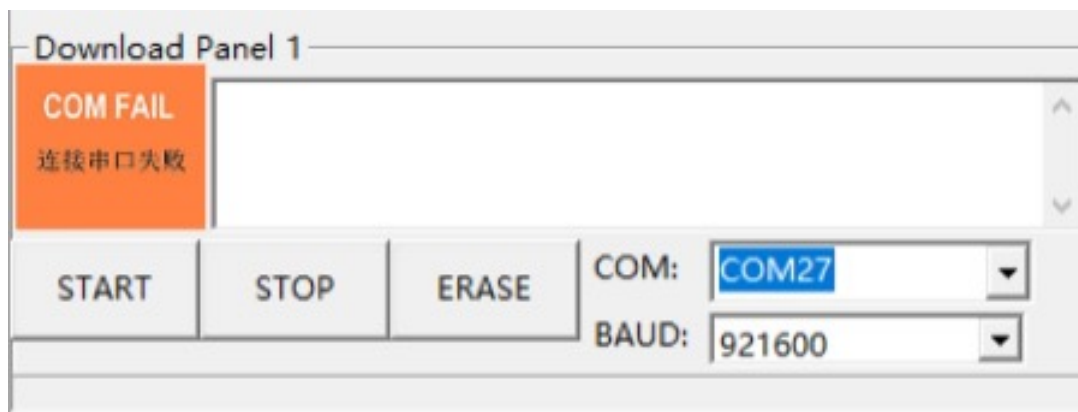 Download Panel 1
COM FAIL
连接串口失败
START
STOP
ERASE
COM:
COM27
BAUD:
921600